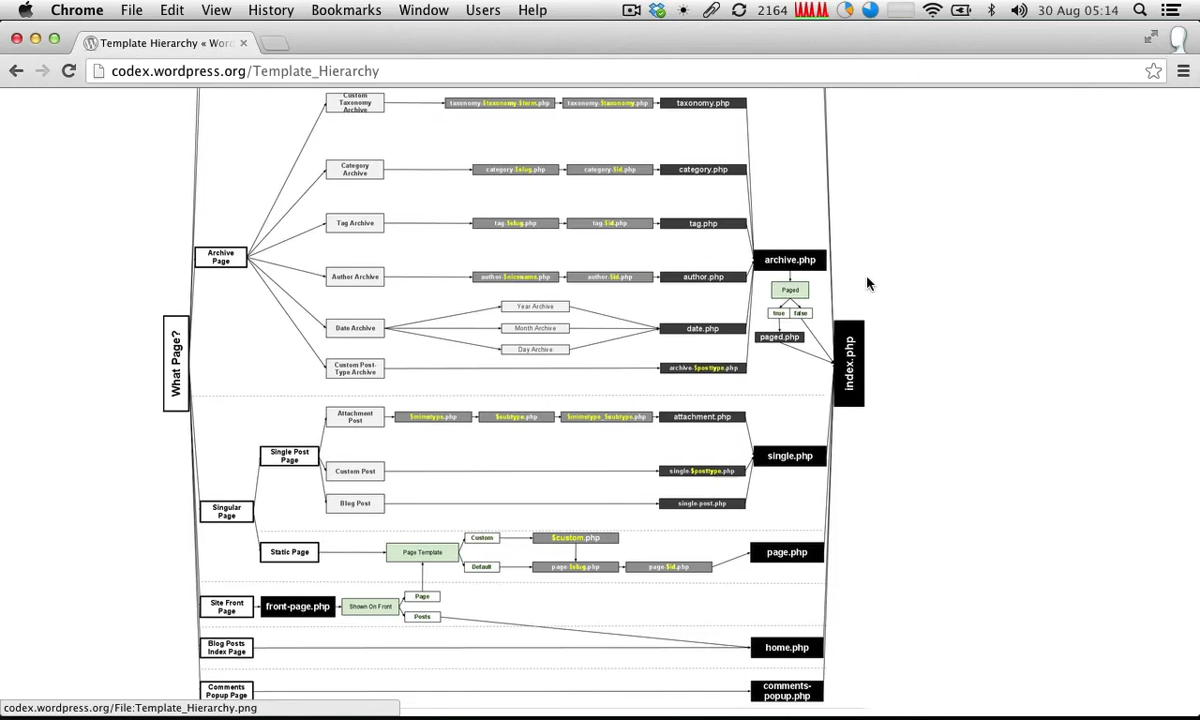 Chrome File Edit View History Bookmarks Window Users Help 2164 30 Aug 05:14
Template Hierarchy « Wor
codex.wordpress.org/Template_Hierarchy
Custom
Taxonomy
Archive
taxonomy-$taxonomy-$term.php
taxonomy-$taxonomy.php
taxonomy.php
Category
Archive
category-$slug.php
category-$id.php
category.php
Tag Archive
tag-$slug.php
tag-$id.php
tag.php
Archive
Page
archive.php
Author Archive
author-$nicename.php
author-$id.php
author.php
Paged
true
false
paged.php
Year Archive
Date Archive
Month Archive
date.php
Day Archive
Custom Post-
Type Archive
archive-$posttype.php
What Page?
index.php
Attachment
Post
$mimetype.php
$subtype.php
$mimetype_$subtype.php
attachment.php
Single Post
Page
single.php
Custom Post
single-$posttype.php
Blog Post
single-post.php
Singular
Page
Static Page
Page Template
Custom
$custom.php
Default
page-$slug.php
page-$id.php
page.php
Site Front
Page
front-page.php
Shown On Front
Page
Posts
Blog Posts
Index Page
home.php
Comments
Popup Page
comments-
popup.php
codex.wordpress.org/File:Template_Hierarchy.png